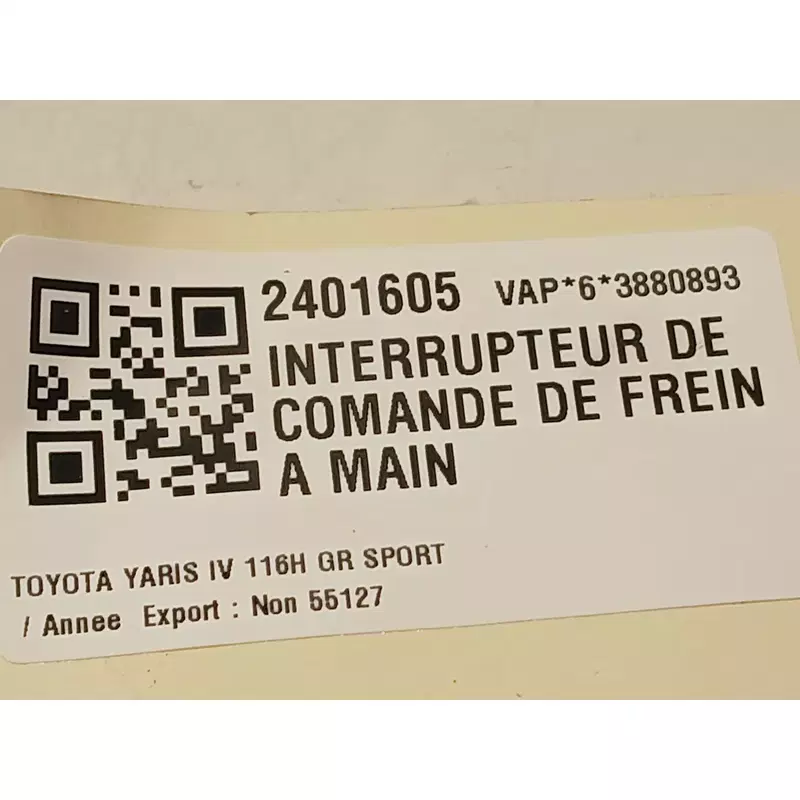 2401605 VAP*6*3880893
INTERRUPTEUR DE
COMANDE DE FREIN
A MAIN
TOYOTA YARIS IV 116H GR SPORT
/ Annee Export : Non 55127